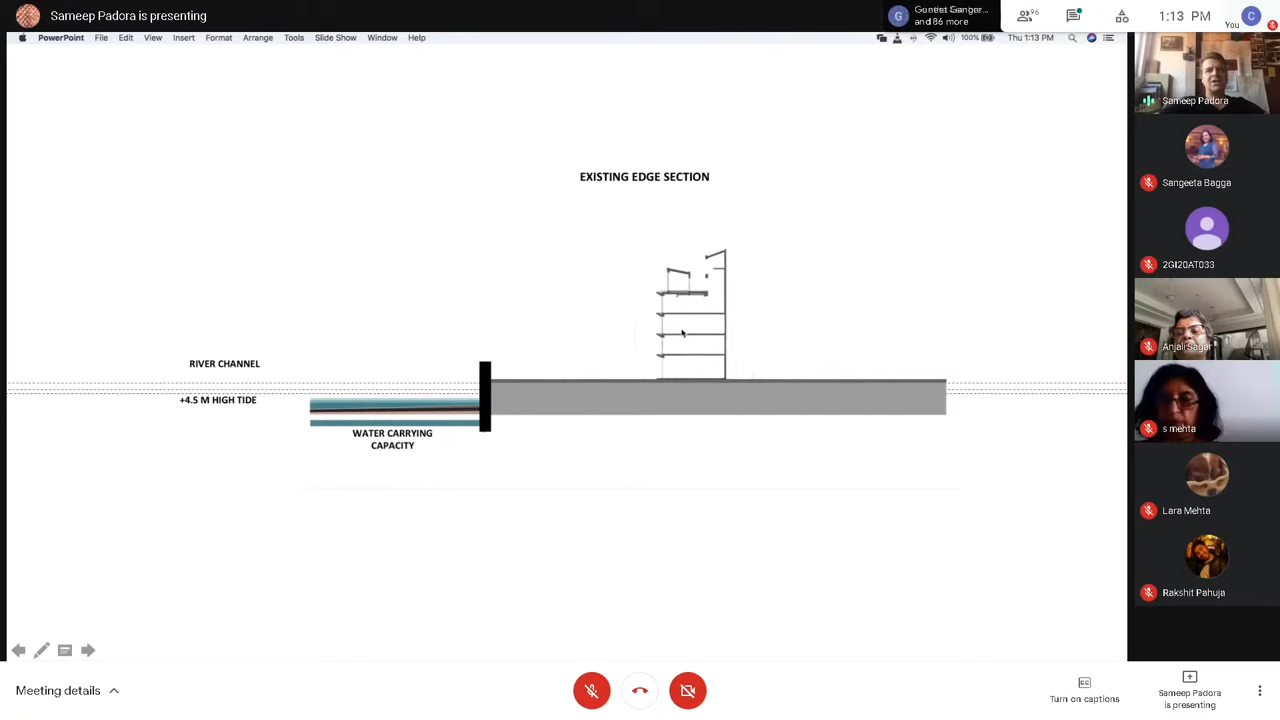 Sameep Padora is presenting
and 86 more
96
1:13 PM
You
C
G
PowerPoint File Edit View Insert Format Arrange Tools Slide Show Window Help
100%
Thu 1:13 PM
EXISTING EDGE SECTION
RIVER CHANNEL
+4.5 M HIGH TIDE
WATER CARRYING
CAPACITY
Sameep Padora
Sangeeta Bagga
2GI20AT033
Anjali Sagar
s mehta
Lara Mehta
Rakshit Pahuja
Meeting details
Turn on captions
Sameep Padora
is presenting